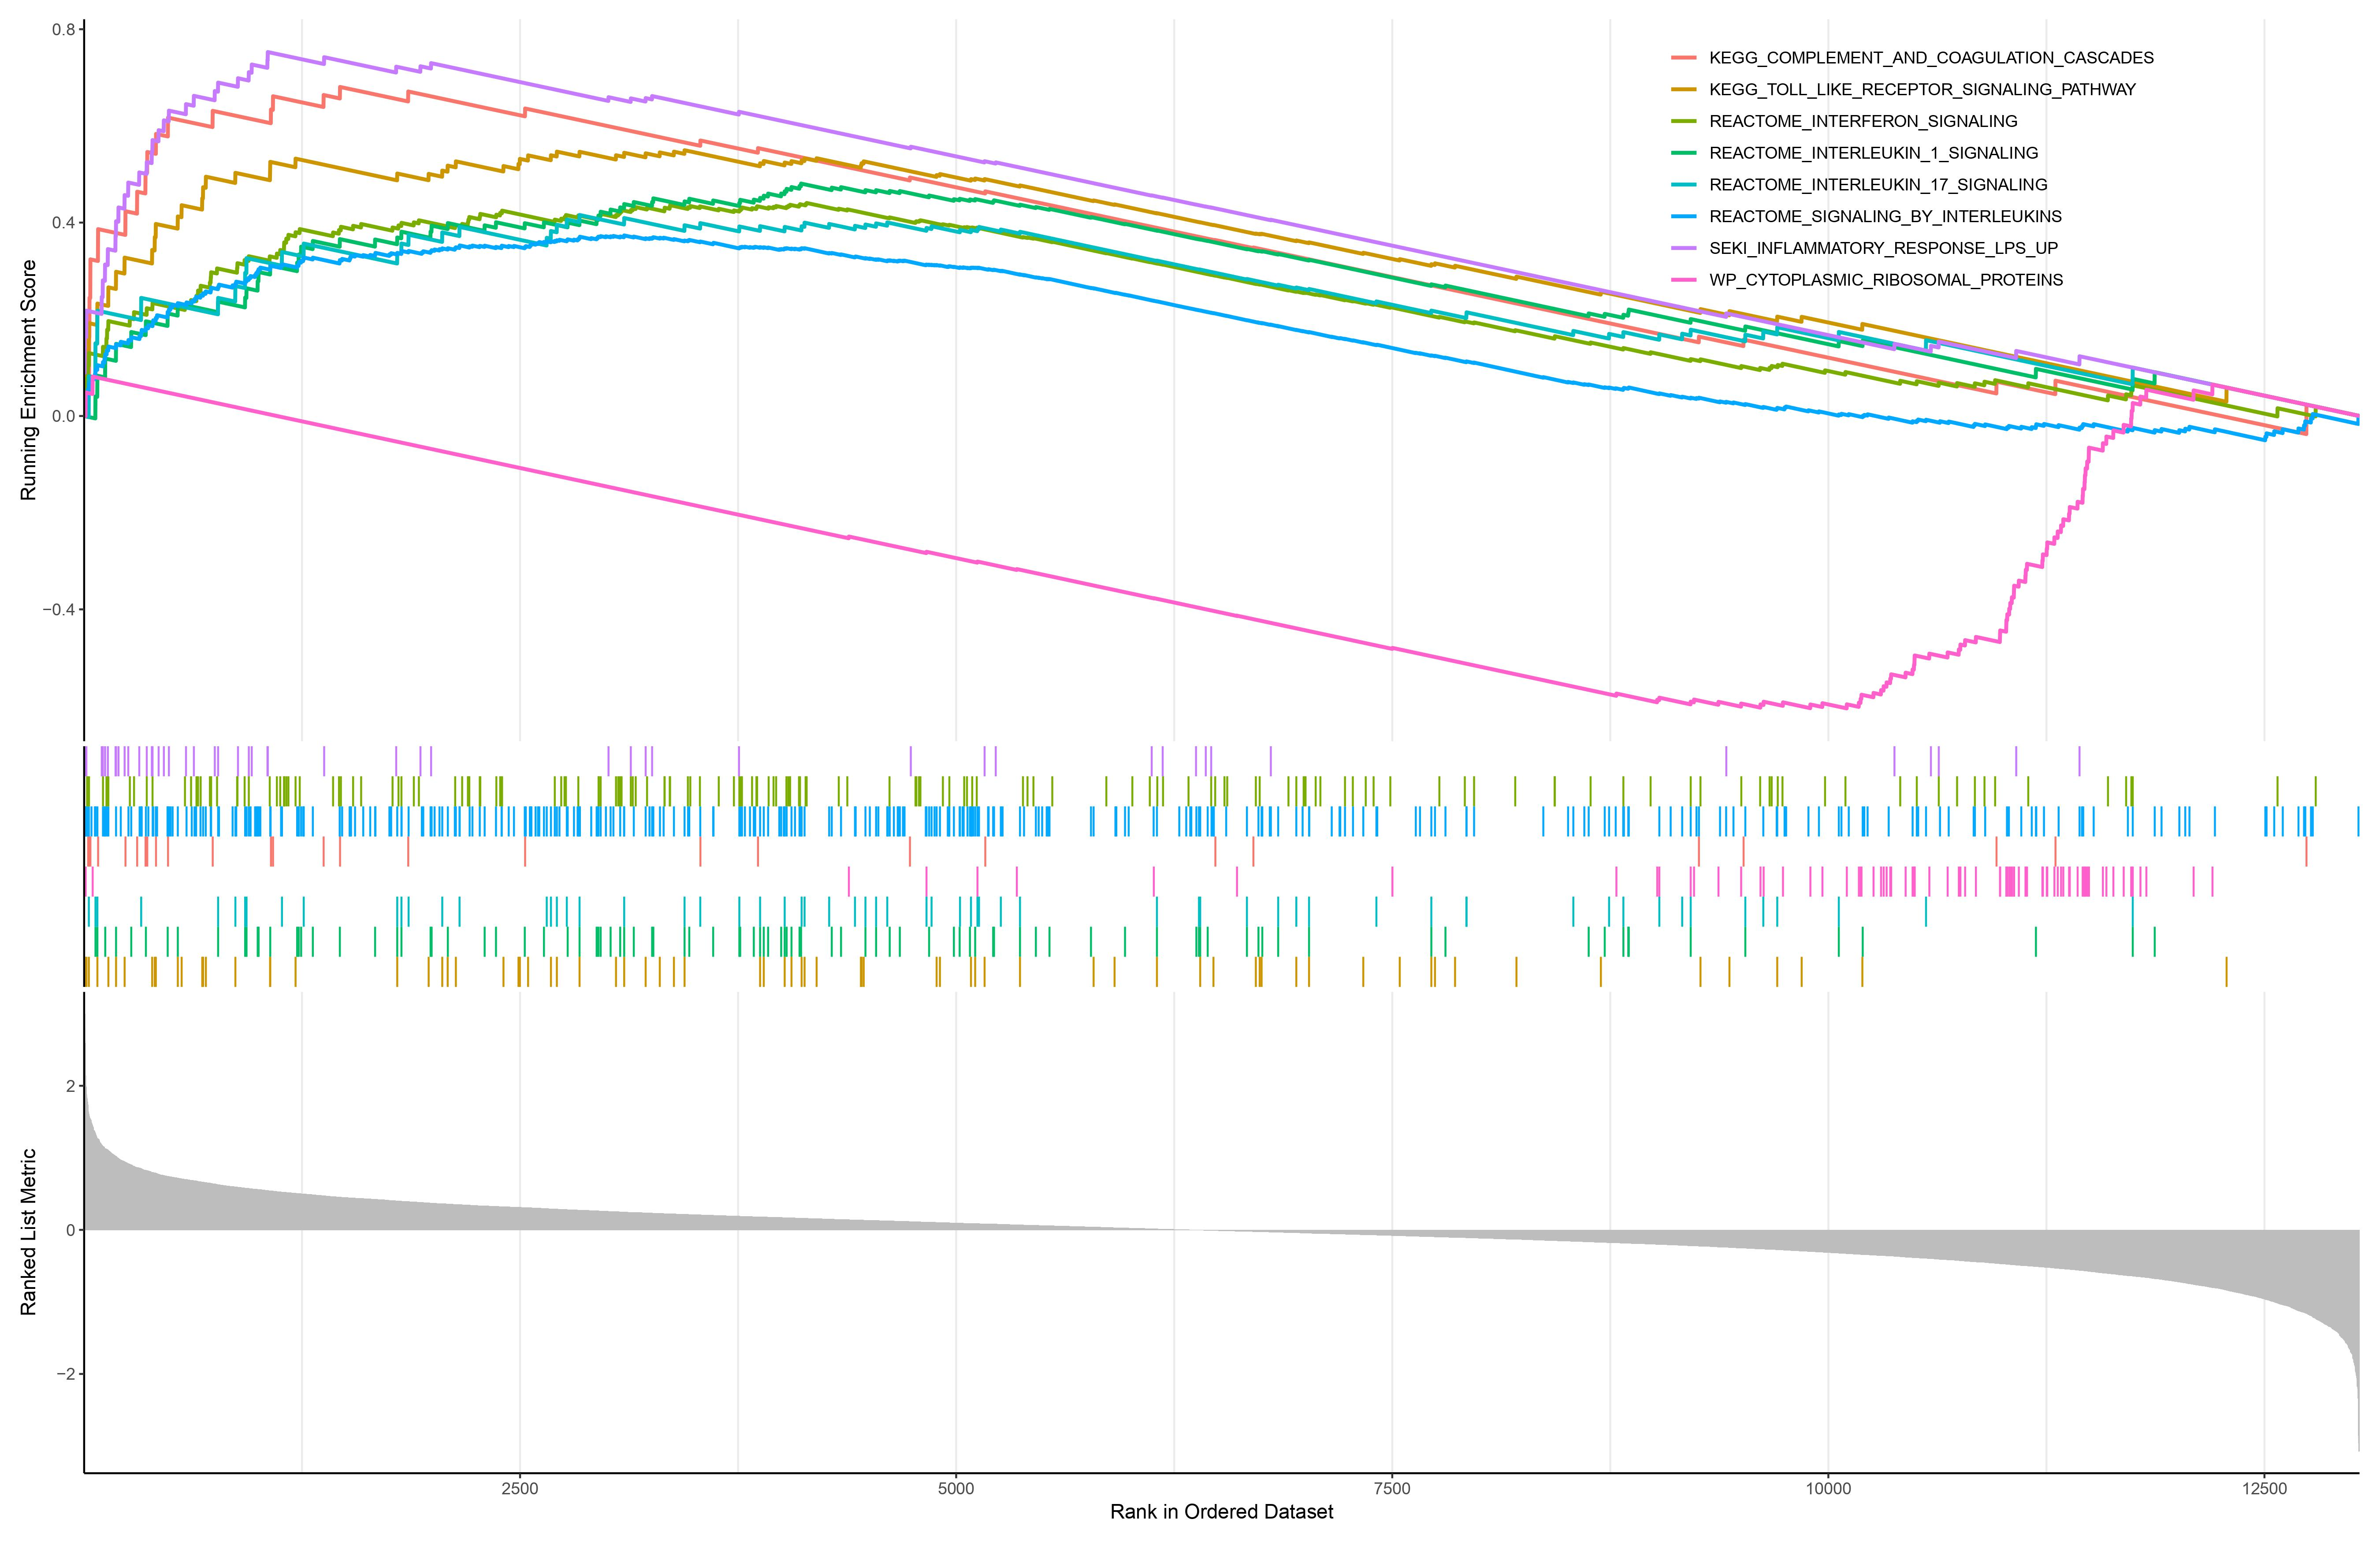 0.8
KEGG_COMPLEMENT_AND_COAGULATION_CASCADES
KEGG_TOLL_LIKE_RECEPTOR_SIGNALING_PATHWAY
REACTOME_INTERFERON_SIGNALING
REACTOME_INTERLEUKIN_1_SIGNALING
REACTOME_INTERLEUKIN_17_SIGNALING
REACTOME_SIGNALING_BY_INTERLEUKINS
SEKI_INFLAMMATORY_RESPONSE_LPS_UP
WP_CYTOPLASMIC_RIBOSOMAL_PROTEINS
0.4
0.0
−0.4
Running Enrichment Score
2
0
−2
Ranked List Metric
2500 5000 7500 10000 12500
Rank in Ordered Dataset